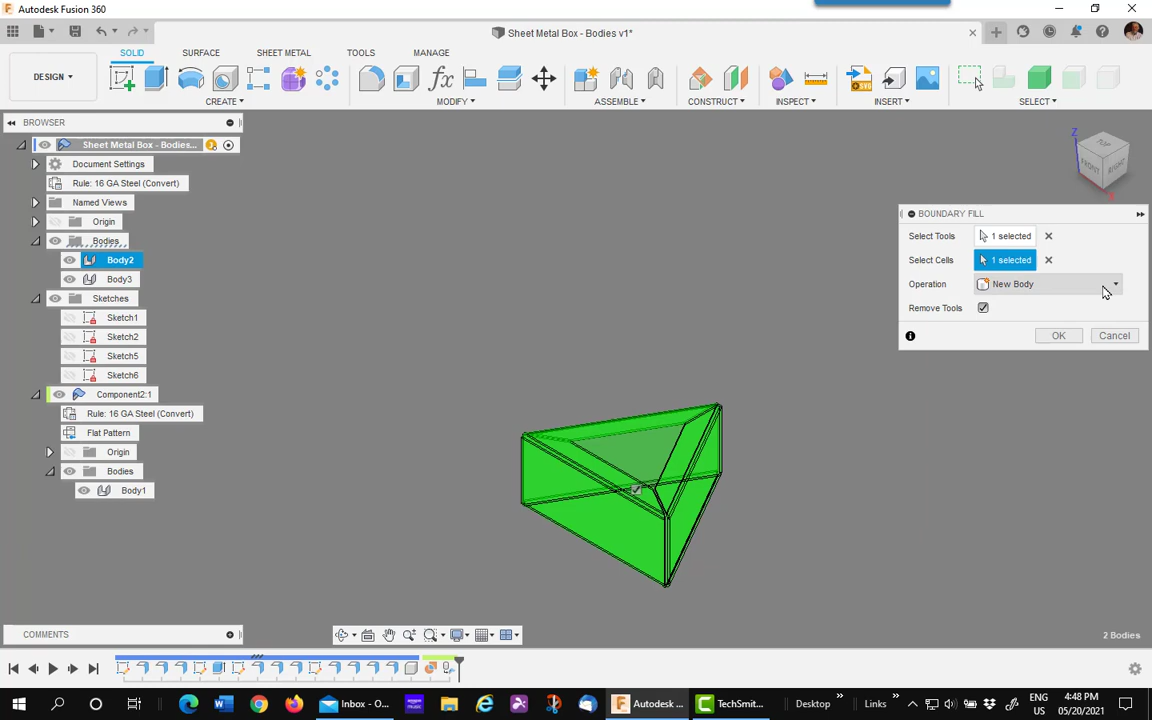 Autodesk Fusion 360
Sheet Metal Box - Bodies v1*
DESIGN
SOLID SURFACE SHEET METAL TOOLS MANAGE
CREATE MODIFY ASSEMBLE CONSTRUCT INSPECT INSERT SELECT
BROWSER
Sheet Metal Box - Bodies...
Document Settings
Rule: 16 GA Steel (Convert)
Named Views
Origin
Bodies
Body2
Body3
Sketches
Sketch1
Sketch2
Sketch5
Sketch6
Component2:1
Rule: 16 GA Steel (Convert)
Flat Pattern
Origin
Bodies
Body1
Z
TOP
FRONT
RIGHT
X
BOUNDARY FILL
Select Tools 1 selected
Select Cells 1 selected
Operation New Body
Remove Tools
OK Cancel
COMMENTS
2 Bodies
Inbox - O...
Autodesk ...
TechSmit...
Desktop
Links
ENG
US
4:48 PM
05/20/2021